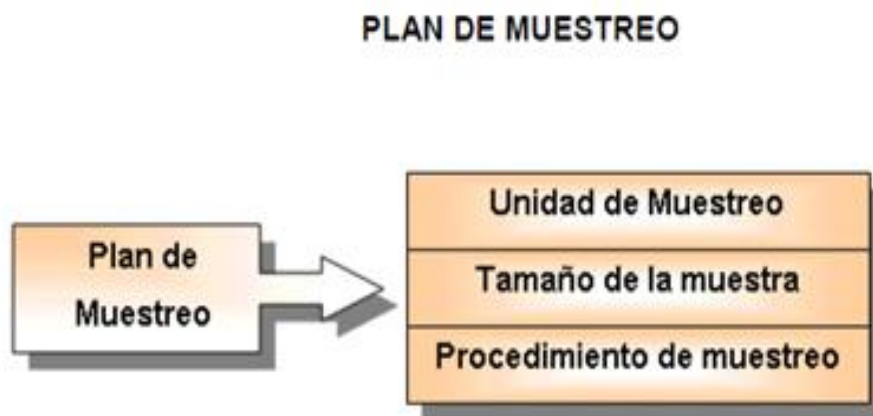 PLAN DE MUESTREO
Plan de
Muestreo
Unidad de Muestreo
Tamaño de la muestra
Procedimiento de muestreo